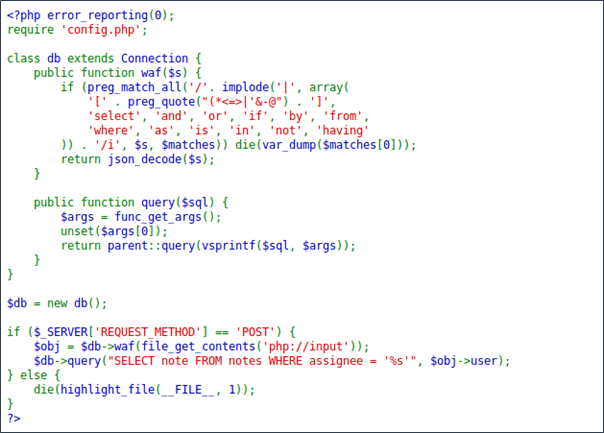 <?php error_reporting(0);
require 'config.php';

class db extends Connection {
    public function waf($s) {
        if (preg_match_all('/'. implode('|', array(
            '[' . preg_quote("(*<=>|'&-@") . ']',
            'select', 'and', 'or', 'if', 'by', 'from',
            'where', 'as', 'is', 'in', 'not', 'having'
        )) . '/i', $s, $matches)) die(var_dump($matches[0]));
        return json_decode($s);
    }

    public function query($sql) {
        $args = func_get_args();
        unset($args[0]);
        return parent::query(vsprintf($sql, $args));
    }
}

$db = new db();

if ($_SERVER['REQUEST_METHOD'] == 'POST') {
    $obj = $db->waf(file_get_contents('php://input'));
    $db->query("SELECT note FROM notes WHERE assignee = '%s'", $obj->user);
} else {
    die(highlight_file(__FILE__, 1));
}
?>